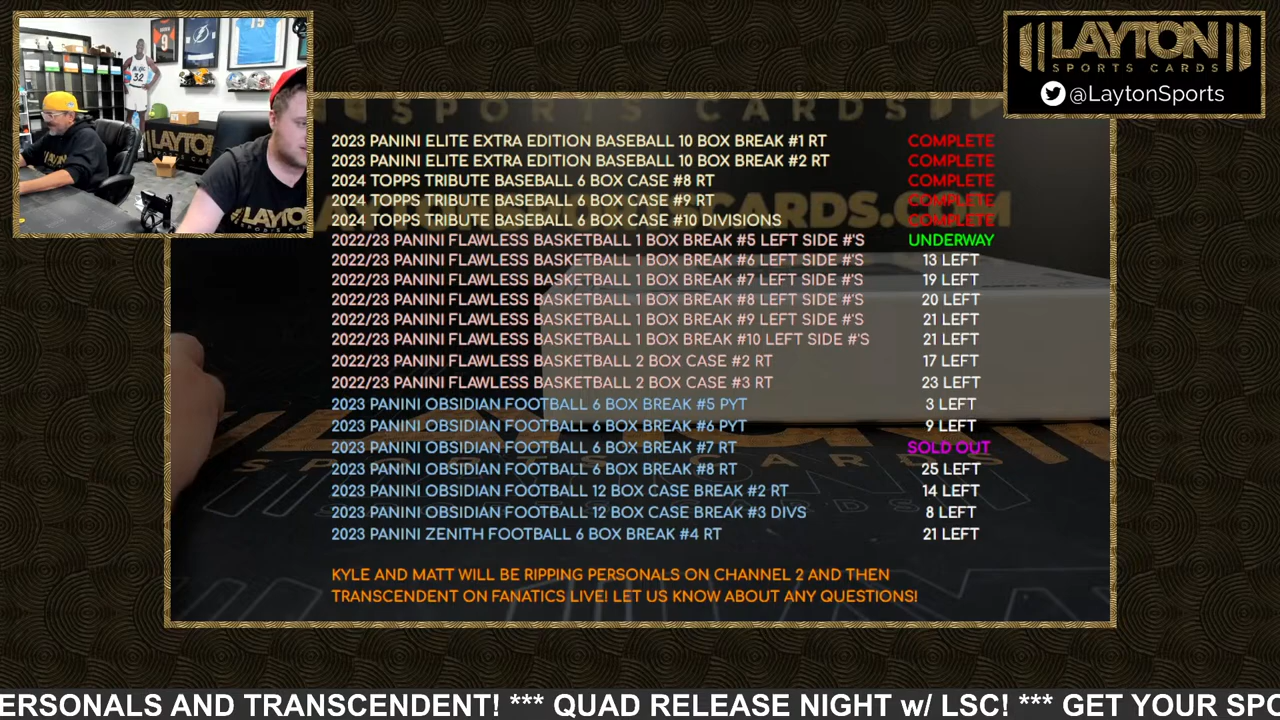 LAYTON
SPORTS CARDS
@LaytonSports
SPORTS CARDS
2023 PANINI ELITE EXTRA EDITION BASEBALL 10 BOX BREAK #1 RT COMPLETE
2023 PANINI ELITE EXTRA EDITION BASEBALL 10 BOX BREAK #2 RT COMPLETE
2024 TOPPS TRIBUTE BASEBALL 6 BOX CASE #8 RT COMPLETE
2024 TOPPS TRIBUTE BASEBALL 6 BOX CASE #9 RT COMPLETE
2024 TOPPS TRIBUTE BASEBALL 6 BOX CASE #10 DIVISIONS COMPLETE
2022/23 PANINI FLAWLESS BASKETBALL 1 BOX BREAK #5 LEFT SIDE #'S UNDERWAY
2022/23 PANINI FLAWLESS BASKETBALL 1 BOX BREAK #6 LEFT SIDE #'S 13 LEFT
2022/23 PANINI FLAWLESS BASKETBALL 1 BOX BREAK #7 LEFT SIDE #'S 19 LEFT
2022/23 PANINI FLAWLESS BASKETBALL 1 BOX BREAK #8 LEFT SIDE #'S 20 LEFT
2022/23 PANINI FLAWLESS BASKETBALL 1 BOX BREAK #9 LEFT SIDE #'S 21 LEFT
2022/23 PANINI FLAWLESS BASKETBALL 1 BOX BREAK #10 LEFT SIDE #'S 21 LEFT
2022/23 PANINI FLAWLESS BASKETBALL 2 BOX CASE #2 RT 17 LEFT
2022/23 PANINI FLAWLESS BASKETBALL 2 BOX CASE #3 RT 23 LEFT
2023 PANINI OBSIDIAN FOOTBALL 6 BOX BREAK #5 PYT 3 LEFT
2023 PANINI OBSIDIAN FOOTBALL 6 BOX BREAK #6 PYT 9 LEFT
2023 PANINI OBSIDIAN FOOTBALL 6 BOX BREAK #7 RT SOLD OUT
2023 PANINI OBSIDIAN FOOTBALL 6 BOX BREAK #8 RT 25 LEFT
2023 PANINI OBSIDIAN FOOTBALL 12 BOX CASE BREAK #2 RT 14 LEFT
2023 PANINI OBSIDIAN FOOTBALL 12 BOX CASE BREAK #3 DIVS 8 LEFT
2023 PANINI ZENITH FOOTBALL 6 BOX BREAK #4 RT 21 LEFT
KYLE AND MATT WILL BE RIPPING PERSONALS ON CHANNEL 2 AND THEN
TRANSCENDENT ON FANATICS LIVE! LET US KNOW ABOUT ANY QUESTIONS!
ERSONALS AND TRANSCENDENT! *** QUAD RELEASE NIGHT w/ LSC! *** GET YOUR SPO